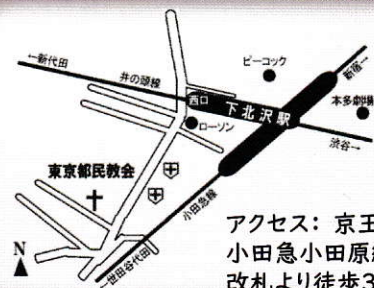 ←新代田
井の頭線
ピーコック
新宿→
西口
下北沢駅
本多劇場
ローソン
渋谷→
東京都民教会
小田急線
←世田谷代田
N
アクセス： 京王
小田急小田原
改札より徒歩3